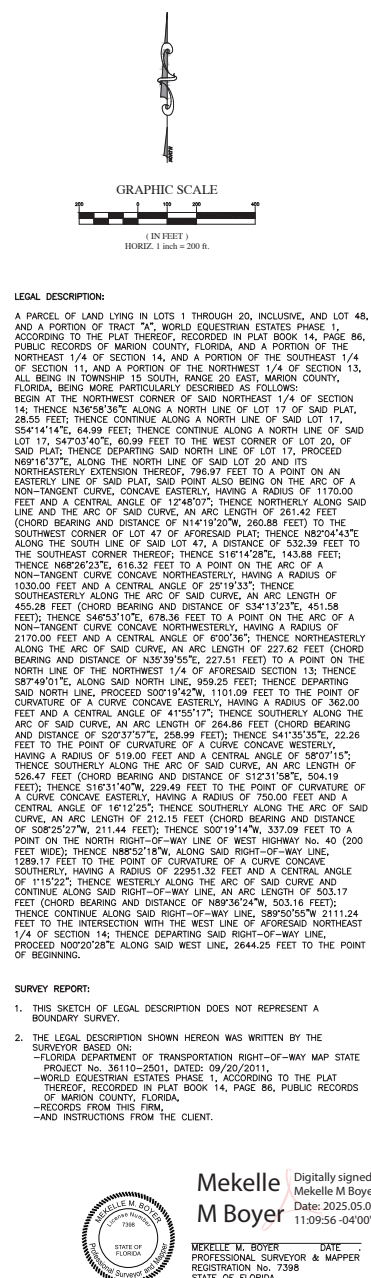 GRAPHIC SCALE
200 0 100 200 400
( IN FEET )
HORIZ. 1 inch = 200 ft.
LEGAL DESCRIPTION:
A PARCEL OF LAND LYING IN LOTS 1 THROUGH 20, INCLUSIVE, AND LOT 48,
AND A PORTION OF TRACT "A", WORLD EQUESTRIAN ESTATES PHASE 1,
ACCORDING TO THE PLAT THEREOF, RECORDED IN PLAT BOOK 14, PAGE 86,
PUBLIC RECORDS OF MARION COUNTY, FLORIDA, AND A PORTION OF THE
NORTHEAST 1/4 OF SECTION 14, AND A PORTION OF THE SOUTHEAST 1/4
OF SECTION 11, AND A PORTION OF THE NORTHWEST 1/4 OF SECTION 13,
ALL BEING IN TOWNSHIP 15 SOUTH, RANGE 20 EAST, MARION COUNTY,
FLORIDA, BEING MORE PARTICULARLY DESCRIBED AS FOLLOWS:
BEGIN AT THE NORTHWEST CORNER OF SAID NORTHEAST 1/4 OF SECTION
14; THENCE N36°58'36"E ALONG A NORTH LINE OF LOT 17 OF SAID PLAT,
28.55 FEET; THENCE CONTINUE ALONG A NORTH LINE OF SAID LOT 17,
S54°14'14"E, 64.99 FEET; THENCE CONTINUE ALONG A NORTH LINE OF SAID
LOT 17, S47°03'40"E, 60.99 FEET TO THE WEST CORNER OF LOT 20, OF
SAID PLAT; THENCE DEPARTING SAID NORTH LINE OF LOT 17, PROCEED
N69°16'37"E, ALONG THE NORTH LINE OF SAID LOT 20 AND ITS
NORTHEASTERLY EXTENSION THEREOF, 796.97 FEET TO A POINT ON AN
EASTERLY LINE OF SAID PLAT, SAID POINT ALSO BEING ON THE ARC OF A
NON-TANGENT CURVE, CONCAVE EASTERLY, HAVING A RADIUS OF 1170.00
FEET AND A CENTRAL ANGLE OF 12°48'07"; THENCE NORTHERLY ALONG SAID
LINE AND THE ARC OF SAID CURVE, AN ARC LENGTH OF 261.42 FEET
(CHORD BEARING AND DISTANCE OF N14°19'20"W, 260.88 FEET) TO THE
SOUTHWEST CORNER OF LOT 47 OF AFORESAID PLAT; THENCE N82°04'43"E
ALONG THE SOUTH LINE OF SAID LOT 47, A DISTANCE OF 532.39 FEET TO
THE SOUTHEAST CORNER THEREOF; THENCE S16°14'28"E, 143.88 FEET;
THENCE N68°26'23"E, 616.32 FEET TO A POINT ON THE ARC OF A
NON-TANGENT CURVE CONCAVE NORTHEASTERLY, HAVING A RADIUS OF
1030.00 FEET AND A CENTRAL ANGLE OF 25°19'33"; THENCE
SOUTHEASTERLY ALONG THE ARC OF SAID CURVE, AN ARC LENGTH OF
455.28 FEET (CHORD BEARING AND DISTANCE OF S34°13'23"E, 451.58
FEET); THENCE S46°53'10"E, 678.36 FEET TO A POINT ON THE ARC OF A
NON-TANGENT CURVE CONCAVE NORTHWESTERLY, HAVING A RADIUS OF
2170.00 FEET AND A CENTRAL ANGLE OF 6°00'36"; THENCE NORTHEASTERLY
ALONG THE ARC OF SAID CURVE, AN ARC LENGTH OF 227.62 FEET (CHORD
BEARING AND DISTANCE OF N35°39'55"E, 227.51 FEET) TO A POINT ON THE
NORTH LINE OF THE NORTHWEST 1/4 OF AFORESAID SECTION 13; THENCE
S87°49'01"E, ALONG SAID NORTH LINE, 959.25 FEET; THENCE DEPARTING
SAID NORTH LINE, PROCEED S00°19'42"W, 1101.09 FEET TO THE POINT OF
CURVATURE OF A CURVE CONCAVE EASTERLY, HAVING A RADIUS OF 362.00
FEET AND A CENTRAL ANGLE OF 41°55'17"; THENCE SOUTHERLY ALONG THE
ARC OF SAID CURVE, AN ARC LENGTH OF 264.86 FEET (CHORD BEARING
AND DISTANCE OF S20°37'57"E, 258.99 FEET); THENCE S41°35'35"E, 22.26
FEET TO THE POINT OF CURVATURE OF A CURVE CONCAVE WESTERLY,
HAVING A RADIUS OF 519.00 FEET AND A CENTRAL ANGLE OF 58°07'15";
THENCE SOUTHERLY ALONG THE ARC OF SAID CURVE, AN ARC LENGTH OF
526.47 FEET (CHORD BEARING AND DISTANCE OF S12°31'58"E, 504.19
FEET); THENCE S16°31'40"W, 229.49 FEET TO THE POINT OF CURVATURE OF
A CURVE CONCAVE EASTERLY, HAVING A RADIUS OF 750.00 FEET AND A
CENTRAL ANGLE OF 16°12'25"; THENCE SOUTHERLY ALONG THE ARC OF SAID
CURVE, AN ARC LENGTH OF 212.15 FEET (CHORD BEARING AND DISTANCE
OF S08°25'27"W, 211.44 FEET); THENCE S00°19'14"W, 337.09 FEET TO A
POINT ON THE NORTH RIGHT-OF-WAY LINE OF WEST HIGHWAY No. 40 (200
FEET WIDE); THENCE N88°52'18"W, ALONG SAID RIGHT-OF-WAY LINE,
1289.17 FEET TO THE POINT OF CURVATURE OF A CURVE CONCAVE
SOUTHERLY, HAVING A RADIUS OF 22951.32 FEET AND A CENTRAL ANGLE
OF 1°15'22"; THENCE WESTERLY ALONG THE ARC OF SAID CURVE AND
CONTINUE ALONG SAID RIGHT-OF-WAY LINE, AN ARC LENGTH OF 503.17
FEET (CHORD BEARING AND DISTANCE OF N89°36'24"W, 503.16 FEET);
THENCE CONTINUE ALONG SAID RIGHT-OF-WAY LINE, S89°50'55"W 2111.24
FEET TO THE INTERSECTION WITH THE WEST LINE OF AFORESAID NORTHEAST
1/4 OF SECTION 14; THENCE DEPARTING SAID RIGHT-OF-WAY LINE,
PROCEED N00°20'28"E ALONG SAID WEST LINE, 2644.25 FEET TO THE POINT
OF BEGINNING.
SURVEY REPORT:
1. THIS SKETCH OF LEGAL DESCRIPTION DOES NOT REPRESENT A
BOUNDARY SURVEY.
2. THE LEGAL DESCRIPTION SHOWN HEREON WAS WRITTEN BY THE
SURVEYOR BASED ON:
-FLORIDA DEPARTMENT OF TRANSPORTATION RIGHT-OF-WAY MAP STATE
PROJECT No. 36110-2501, DATED: 09/20/2011,
-WORLD EQUESTRIAN ESTATES PHASE 1, ACCORDING TO THE PLAT
THEREOF, RECORDED IN PLAT BOOK 14, PAGE 86, PUBLIC RECORDS
OF MARION COUNTY, FLORIDA,
-RECORDS FROM THIS FIRM,
-AND INSTRUCTIONS FROM THE CLIENT.
MEKELLE M. BOYER
License Number
7398
STATE OF
FLORIDA
Professional Surveyor and Mapper
Mekelle
M Boyer
Digitally signed
Mekelle M Boye
Date: 2025.05.0
11:09:56 -04'00'
MEKELLE M. BOYER DATE .
PROFESSIONAL SURVEYOR & MAPPER
REGISTRATION No. 7398
STATE OF FLORIDA